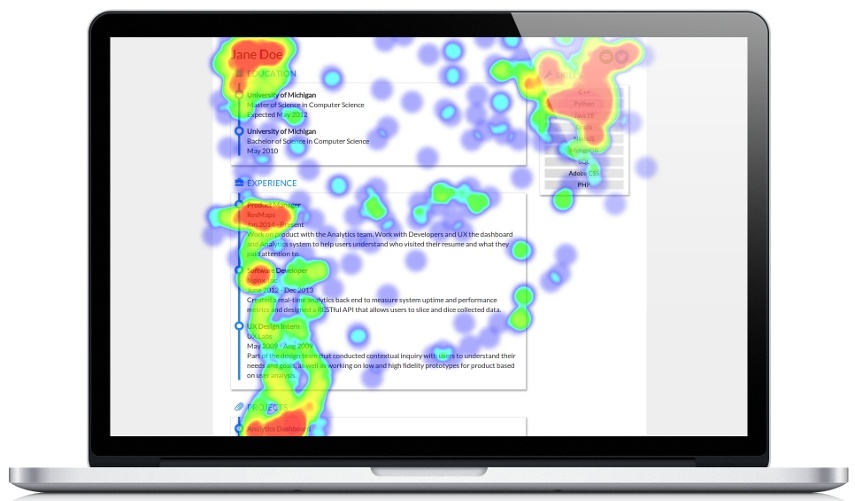 Jane Doe
EDUCATION
University of Michigan
Master of Science in Computer Science
Expected May 2012
University of Michigan
Bachelor of Science in Computer Science
May 2010
EXPERIENCE
Product Manager
ResMaps
Jan 2014 - Present
Work on product with the Analytics team. Work with Developers and UX the dashboard
and Analytics system to help users understand who visited their resume and what they
paid attention to.
Software Developer
June 2012 - Dec 2013
Created a real-time analytics back end to measure system uptime and performance
metrics and designed a RESTful API that allows users to slice and dice collected data.
UX Design Intern
UX Labs
May 2009 - Aug 2009
Part of the design team that conducted contextual inquiry with users to understand their
needs and goals, as well as working on low and high fidelity prototypes for product based
on user analysis.
PROJECTS
Analytics Dashboard
SKILLS
C++
Python
Java EE
MongoDB
SQL
Adobe CS5
PHP